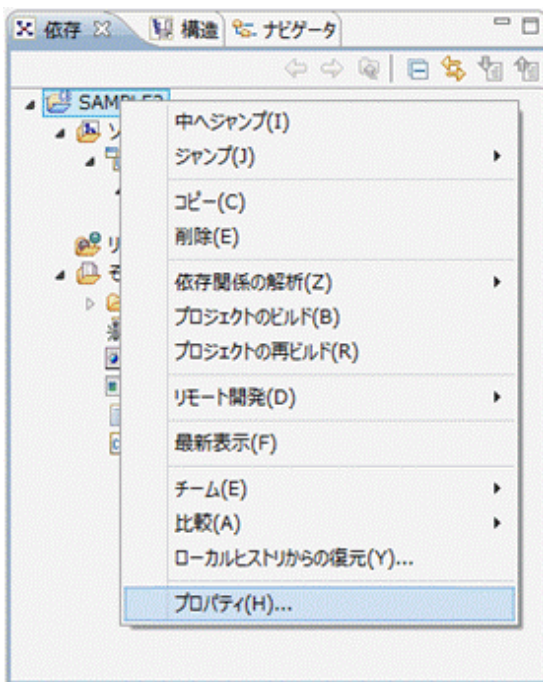 依存
構造
ナビゲータ
中へジャンプ(I)
ジャンプ(J)
コピー(C)
削除(E)
依存関係の解析(Z)
プロジェクトのビルド(B)
プロジェクトの再ビルド(R)
リモート開発(D)
最新表示(F)
チーム(E)
比較(A)
ローカルヒストリからの復元(Y)...
プロパティ(H)...